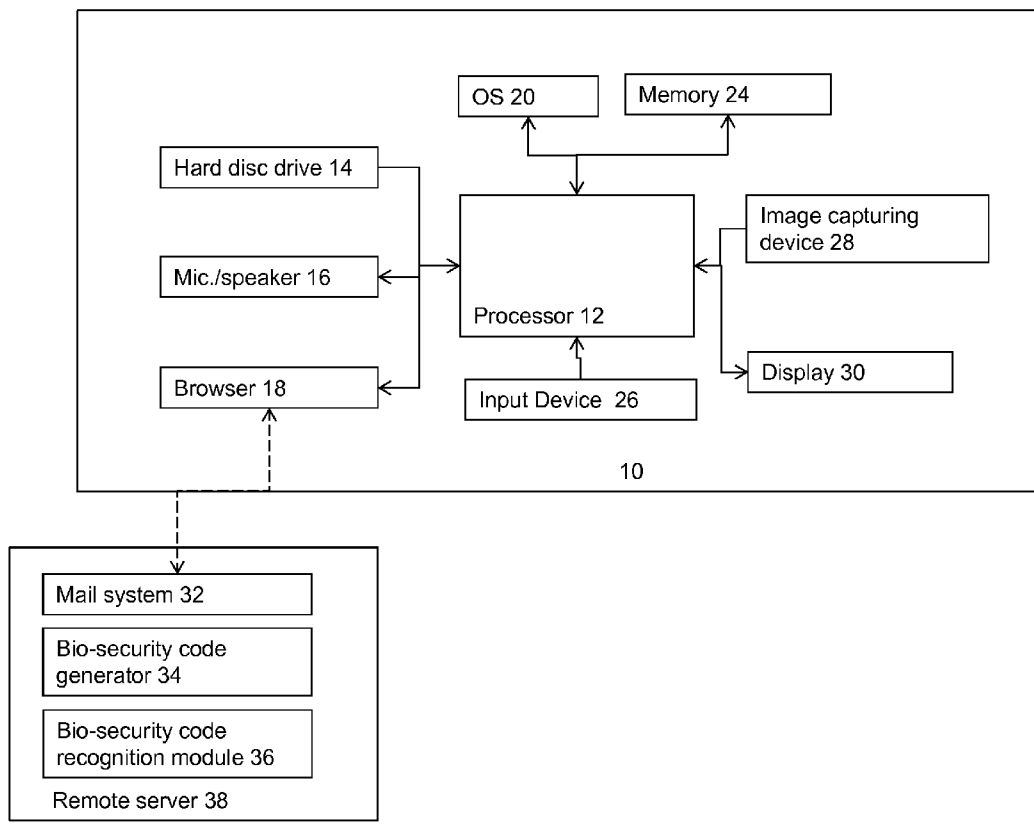 OS 20
Memory 24
Hard disc drive 14
Image capturing
device 28
Mic./speaker 16
Processor 12
Browser 18
Input Device 26
Display 30
10
Mail system 32
Bio-security code
generator 34
Bio-security code
recognition module 36
Remote server 38